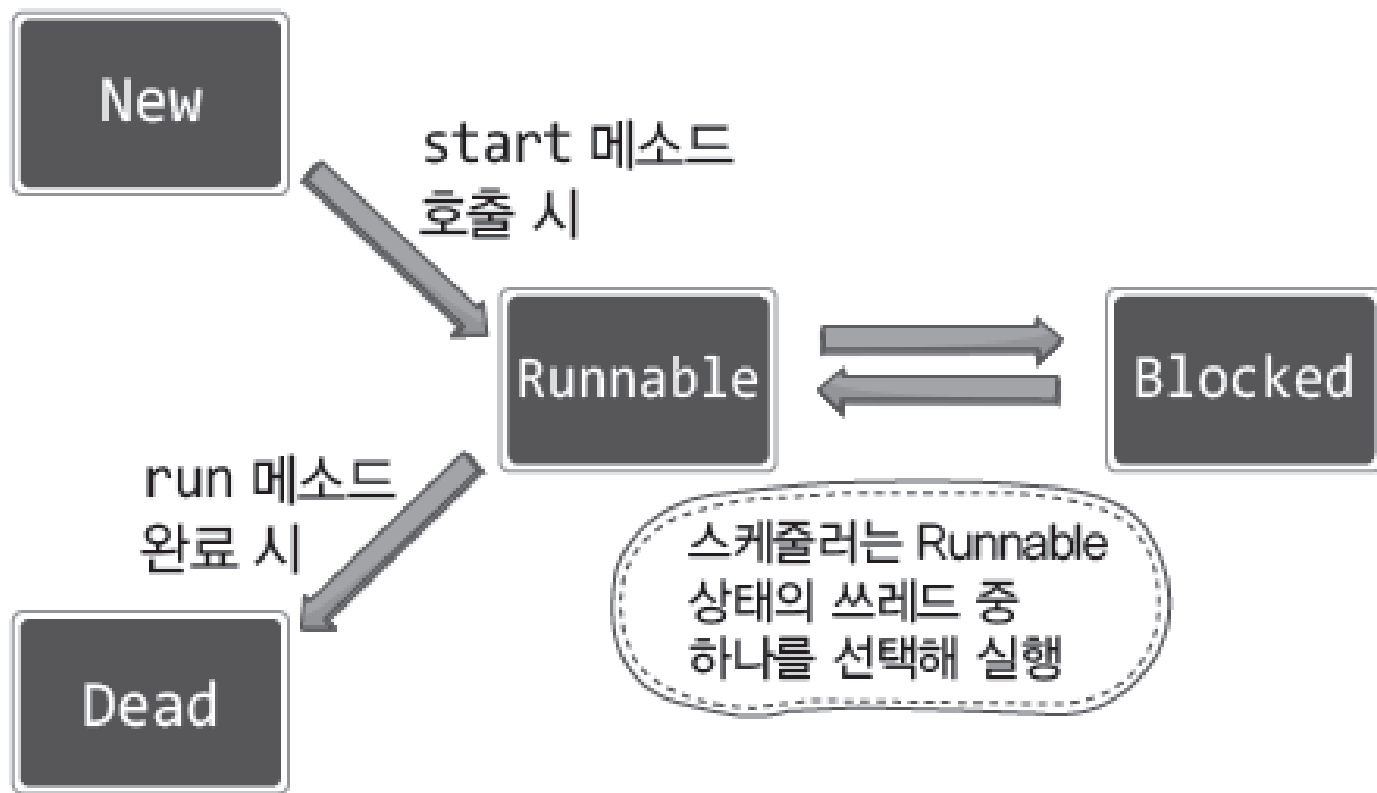 New
start 메소드
호출 시
Runnable
Blocked
run 메소드
완료 시
스케줄러는 Runnable
상태의 쓰레드 중
하나를 선택해 실행
Dead